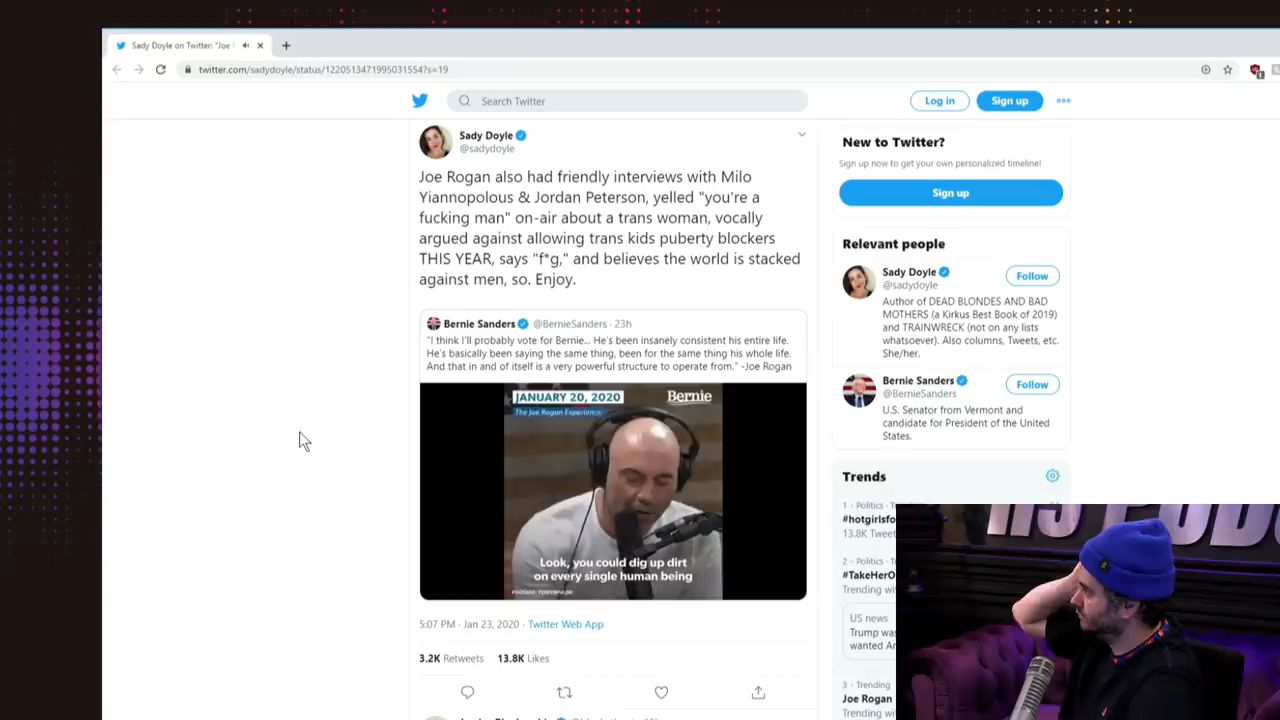 Sady Doyle on Twitter: "Joe
twitter.com/sadydoyle/status/1220513471995031554?s=19
Search Twitter
Log in
Sign up
Sady Doyle
@sadydoyle
Joe Rogan also had friendly interviews with Milo
Yiannopolous & Jordan Peterson, yelled "you're a
fucking man" on-air about a trans woman, vocally
argued against allowing trans kids puberty blockers
THIS YEAR, says "f*g," and believes the world is stacked
against men, so. Enjoy.
Bernie Sanders @BernieSanders · 23h
"I think I'll probably vote for Bernie... He's been insanely consistent his entire life.
He's basically been saying the same thing, been for the same thing his whole life.
And that in and of itself is a very powerful structure to operate from." -Joe Rogan
JANUARY 20, 2020
Bernie
The Joe Rogan Experience
Look, you could dig up dirt
on every single human being
5:07 PM · Jan 23, 2020 · Twitter Web App
3.2K Retweets 13.8K Likes
New to Twitter?
Sign up now to get your own personalized timeline!
Sign up
Relevant people
Sady Doyle
@sadydoyle
Follow
Author of DEAD BLONDES AND BAD
MOTHERS (a Kirkus Best Book of 2019)
and TRAINWRECK (not on any lists
whatsoever). Also columns, Tweets, etc.
She/her.
Bernie Sanders
@BernieSanders
Follow
U.S. Senator from Vermont and
candidate for President of the United
States.
Trends
1 · Politics ·
#hotgirlsfo
13.8K Tweet
2 · Politics ·
#TakeHerO
Trending wi
US news
Trump was
wanted
3 · Trending
Joe Rogan
Trending wi
H3 PODC